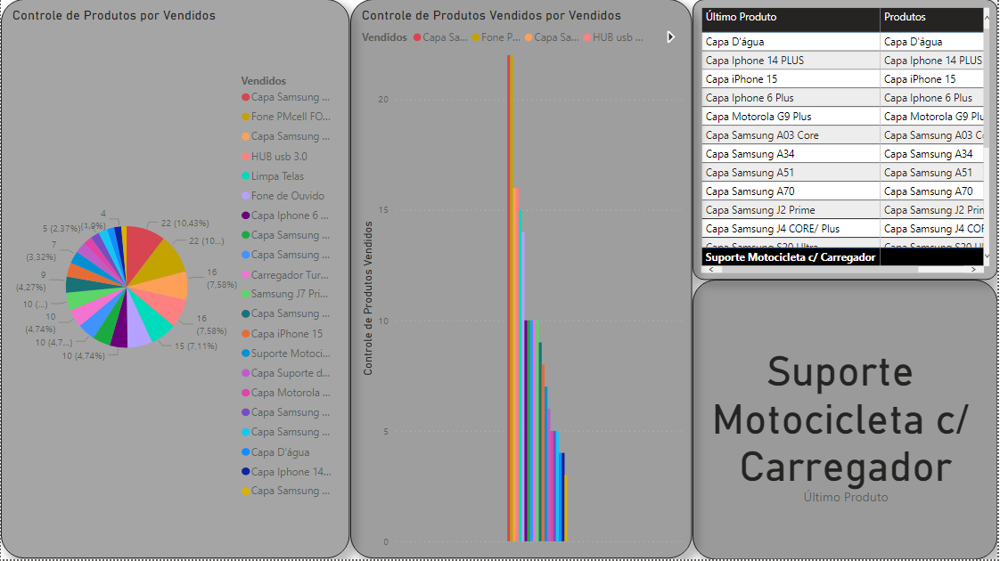 Controle de Produtos por Vendidos
Vendidos
Capa Samsung ...
Fone PMcell FO...
Capa Samsung ...
HUB usb 3.0
Limpa Telas
Fone de Ouvido
Capa Iphone 6 ...
Capa Samsung ...
Capa Samsung ...
Carregador Tur...
Samsung J7 Pri...
Capa Samsung ...
Capa iPhone 15
Suporte Motoci...
Capa Suporte d...
Capa Motorola ...
Capa Samsung ...
Capa Samsung ...
Capa D'água
Capa Iphone 14...
Capa Samsung ...
22 (10,43%)
22 (10...)
16
(7,58%)
16
(7,58%)
15 (7,11%)
10 (4,74%)
10 (4,7...)
10
(4,74%)
10 (...)
9
(4,27%)
7
(3,32%)
5 (2,37%)
4
(1,9%)
Controle de Produtos Vendidos por Vendidos
Vendidos Capa Sa... Fone P... Capa Sa... HUB usb ...
Controle de Produtos Vendidos
20
15
10
5
0
Último Produto Produtos
Capa D'água Capa D'água
Capa Iphone 14 PLUS Capa Iphone 14 PLUS
Capa iPhone 15 Capa iPhone 15
Capa Iphone 6 Plus Capa Iphone 6 Plus
Capa Motorola G9 Plus Capa Motorola G9 Plu
Capa Samsung A03 Core Capa Samsung A03 Co
Capa Samsung A34 Capa Samsung A34
Capa Samsung A51 Capa Samsung A51
Capa Samsung A70 Capa Samsung A70
Capa Samsung J2 Prime Capa Samsung J2 Prin
Capa Samsung J4 CORE/ Plus Capa Samsung J4 COF
Capa Samsung S20 Ultra Capa Samsung S20 Ul
Suporte Motocicleta c/ Carregador
Suporte
Motocicleta c/
Carregador
Último Produto